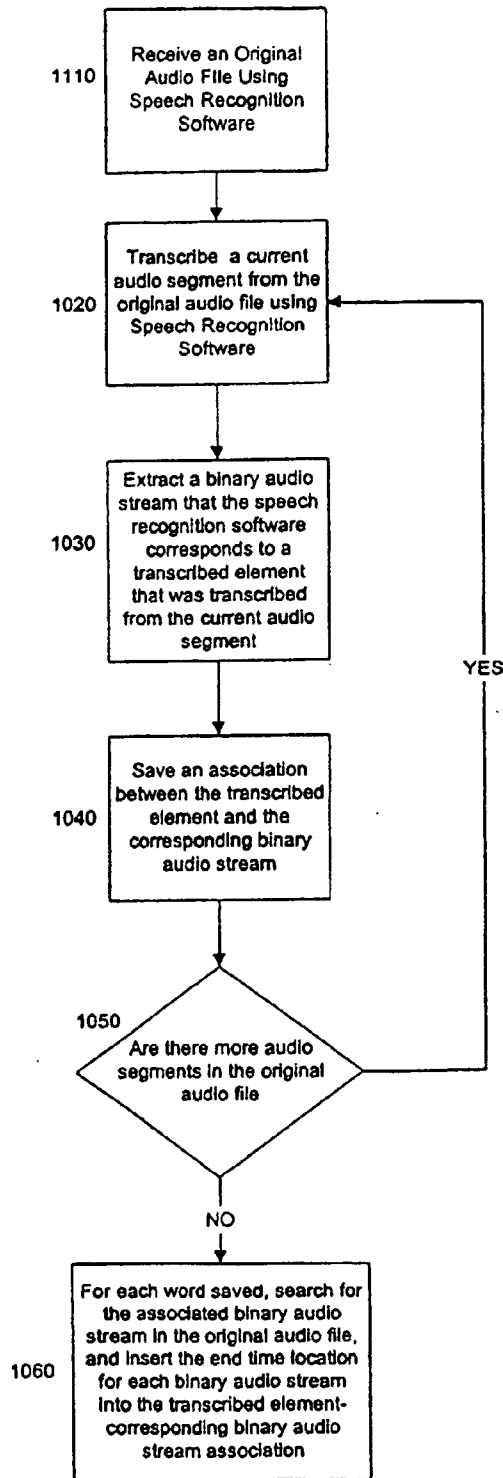 1110
Receive an Original
Audio File Using
Speech Recognition
Software
1020
Transcribe a current
audio segment from the
original audio file using
Speech Recognition
Software
1030
Extract a binary audio
stream that the speech
recognition software
corresponds to a
transcribed element
that was transcribed
from the current audio
segment
YES
1040
Save an association
between the transcribed
element and the
corresponding binary
audio stream
1050
Are there more audio
segments in the original
audio file
NO
1060
For each word saved, search for
the associated binary audio
stream in the original audio file,
and insert the end time location
for each binary audio stream
into the transcribed element-
corresponding binary audio
stream association